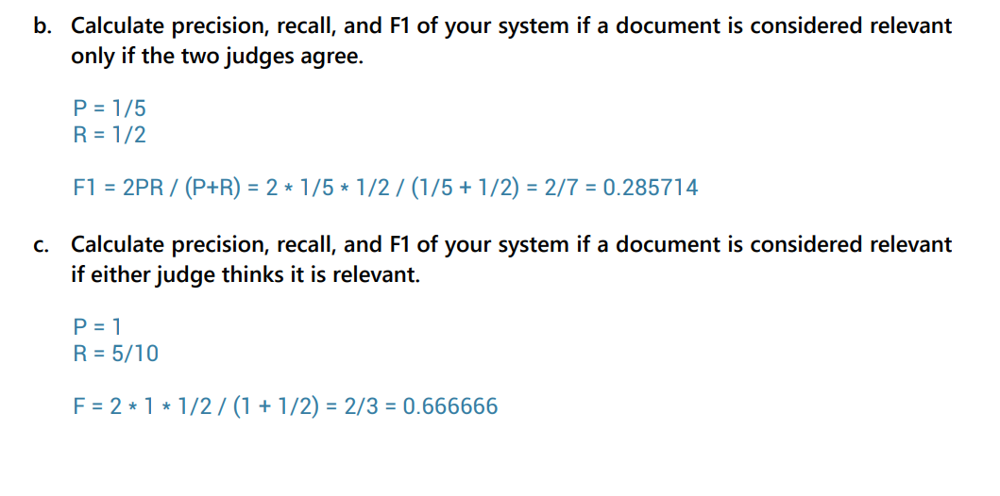 b. Calculate precision, recall, and F1 of your system if a document is considered relevant
only if the two judges agree.
P = 1/5
R = 1/2
F1 = 2PR / (P+R) = 2 * 1/5 * 1/2 / (1/5 + 1/2) = 2/7 = 0.285714
c. Calculate precision, recall, and F1 of your system if a document is considered relevant
if either judge thinks it is relevant.
P = 1
R = 5/10
F = 2 * 1 * 1/2 / (1 + 1/2) = 2/3 = 0.666666